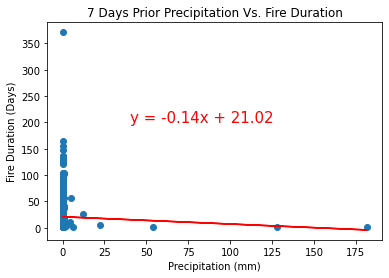 7 Days Prior Precipitation Vs. Fire Duration
350
300
250
200
150
100
50
0
Fire Duration (Days)
y = -0.14x + 21.02
0 25 50 75 100 125 150 175
Precipitation (mm)